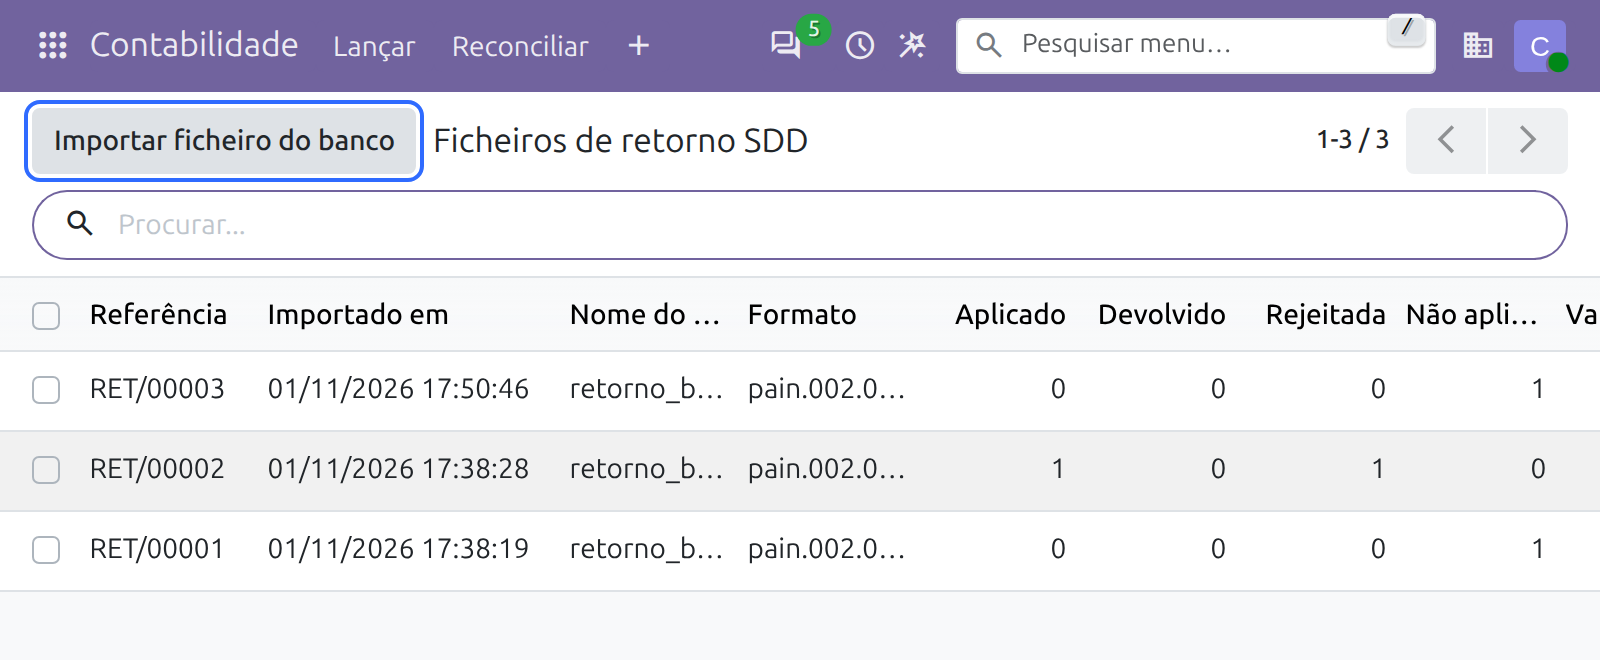 Contabilidade Lançar Reconciliar + 5 Pesquisar menu... / C
Importar ficheiro do banco Ficheiros de retorno SDD 1-3 / 3
Procurar...
Referência Importado em Nome do ... Formato Aplicado Devolvido Rejeitada Não apli... Va
RET/00003 01/11/2026 17:50:46 retorno_b... pain.002.0... 0 0 0 1
RET/00002 01/11/2026 17:38:28 retorno_b... pain.002.0... 1 0 1 0
RET/00001 01/11/2026 17:38:19 retorno_b... pain.002.0... 0 0 0 1